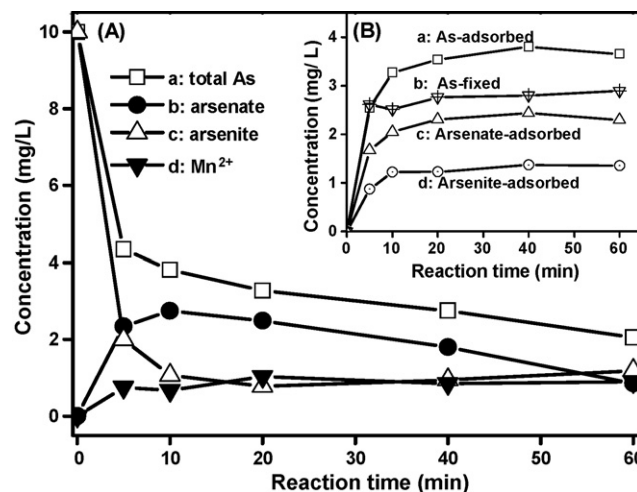 (A)
a: total As
b: arsenate
c: arsenite
d: Mn²⁺
Concentration (mg/L)
10
8
6
4
2
0
0 10 20 30 40 50 60
Reaction time (min)
(B)
a: As-adsorbed
b: As-fixed
c: Arsenate-adsorbed
d: Arsenite-adsorbed
Concentration (mg/ L)
4
3
2
1
0
0 10 20 30 40 50 60
Reaction time (min)